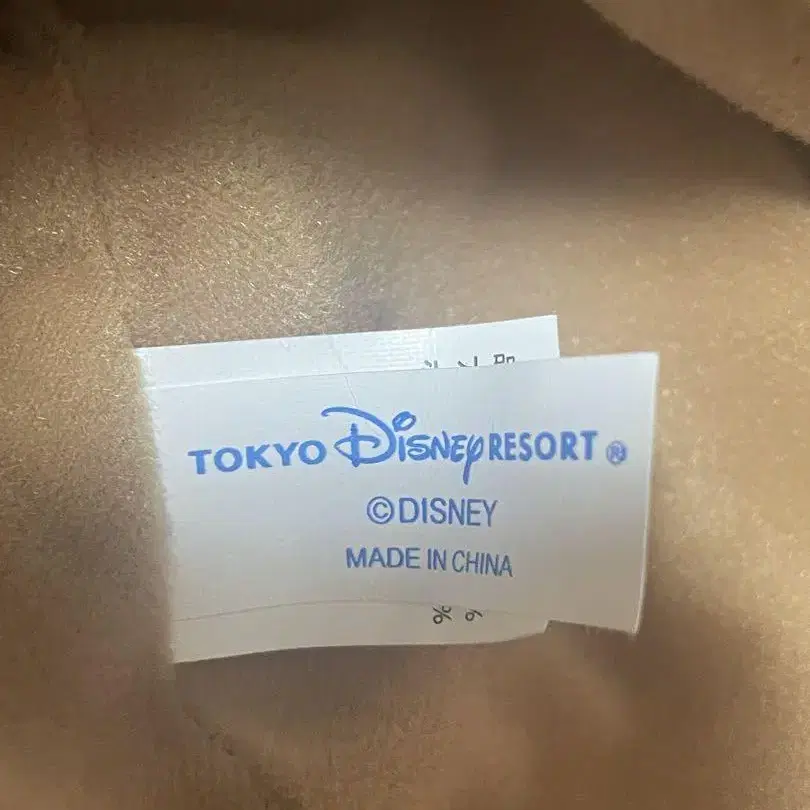 TOKYO Disney RESORT ®
©DISNEY
MADE IN CHINA
%
%